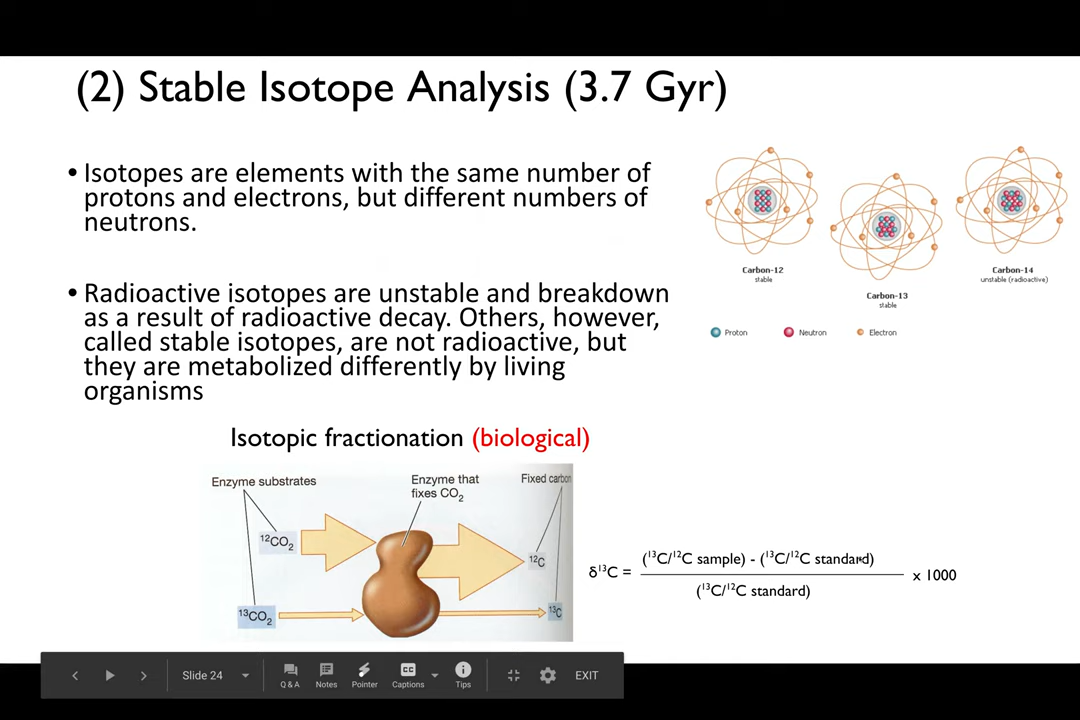 (2) Stable Isotope Analysis (3.7 Gyr)
• Isotopes are elements with the same number of
protons and electrons, but different numbers of
neutrons.
• Radioactive isotopes are unstable and breakdown
as a result of radioactive decay. Others, however,
called stable isotopes, are not radioactive, but
they are metabolized differently by living
organisms
Carbon-12
stable
Carbon-13
stable
Carbon-14
unstable (radioactive)
Proton
Neutron
Electron
Isotopic fractionation (biological)
Enzyme substrates
Enzyme that
fixes CO₂
Fixed carbon
¹²CO₂
¹³CO₂
¹²C
¹³C
δ¹³C = 
(¹³C/¹²C sample) - (¹³C/¹²C standard)
(¹³C/¹²C standard)
x 1000
Slide 24
Q & A
Notes
Pointer
CC
Captions
Tips
EXIT